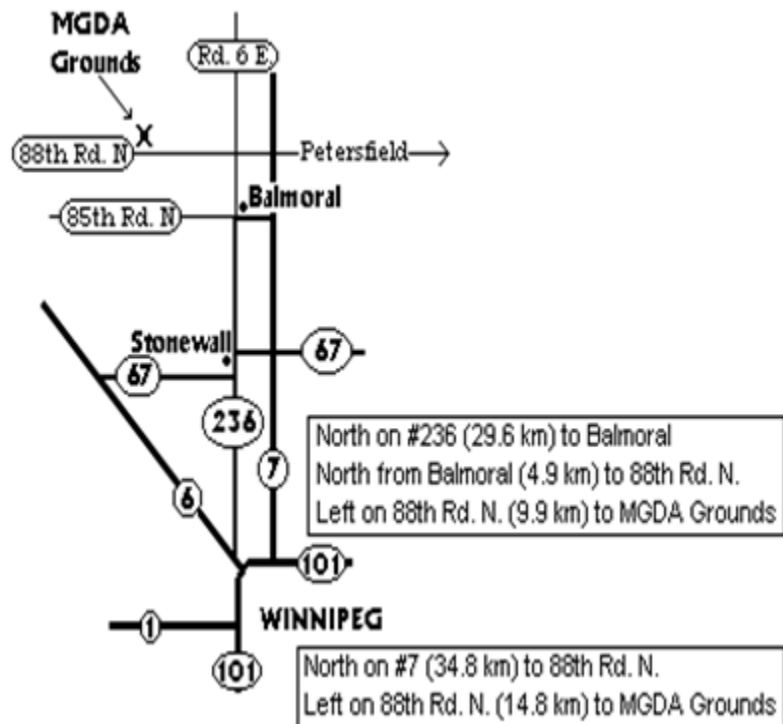 MGDA
Grounds
Rd. 6 E.
X
88th Rd. N
Petersfield
Balmoral
85th Rd. N
Stonewall
67
67
236
7
6
North on #236 (29.6 km) to Balmoral
North from Balmoral (4.9 km) to 88th Rd. N.
Left on 88th Rd. N. (9.9 km) to MGDA Grounds
101
1
WINNIPEG
101
North on #7 (34.8 km) to 88th Rd. N.
Left on 88th Rd. N. (14.8 km) to MGDA Grounds